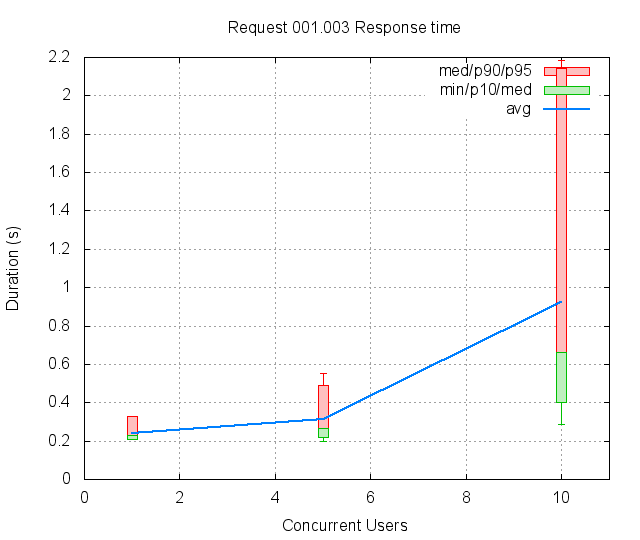 Request 001.003 Response time
med/p90/p95
min/p10/med
avg
Duration (s)
2.2
2
1.8
1.6
1.4
1.2
1
0.8
0.6
0.4
0.2
0
0 2 4 6 8 10
Concurrent Users